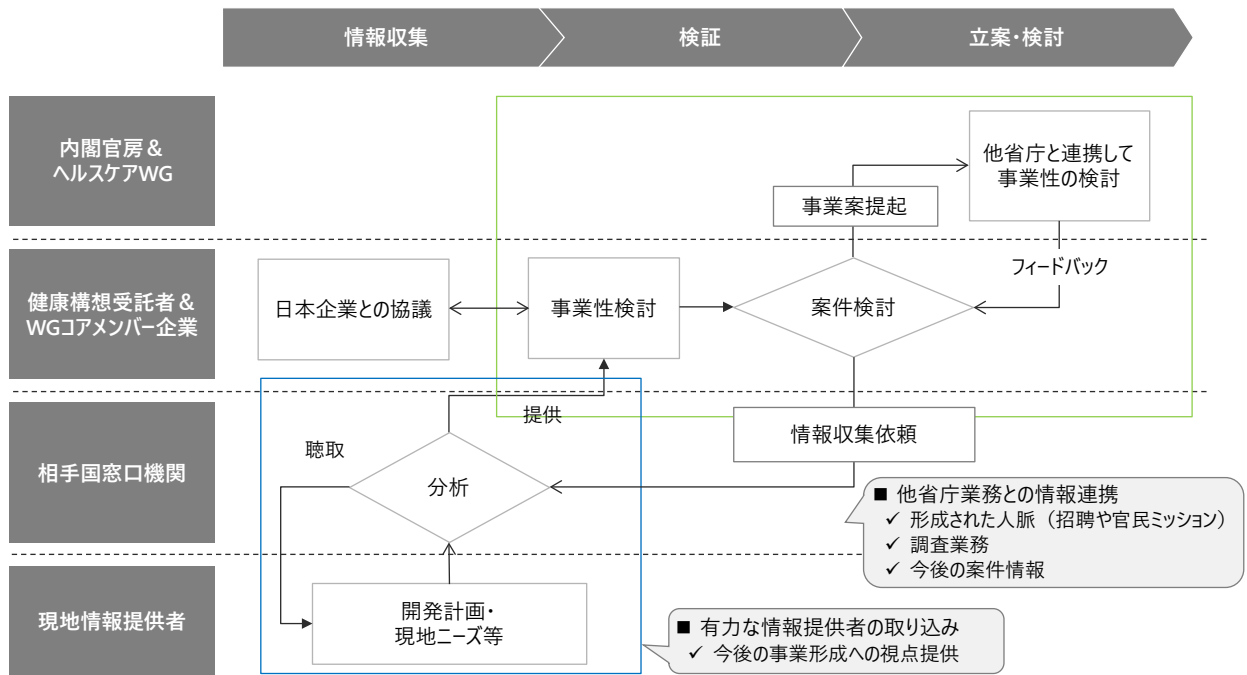 情報収集
検証
立案・検討
内閣官房＆
ヘルスケアWG
他省庁と連携して
事業性の検討
事業案提起
フィードバック
健康構想受託者＆
WGコアメンバー企業
日本企業との協議
事業性検討
案件検討
提供
聴取
情報収集依頼
相手国窓口機関
分析
■ 他省庁業務との情報連携
✓ 形成された人脈（招聘や官民ミッション）
✓ 調査業務
✓ 今後の案件情報
現地情報提供者
開発計画・
現地ニーズ等
■ 有力な情報提供者の取り込み
✓ 今後の事業形成への視点提供